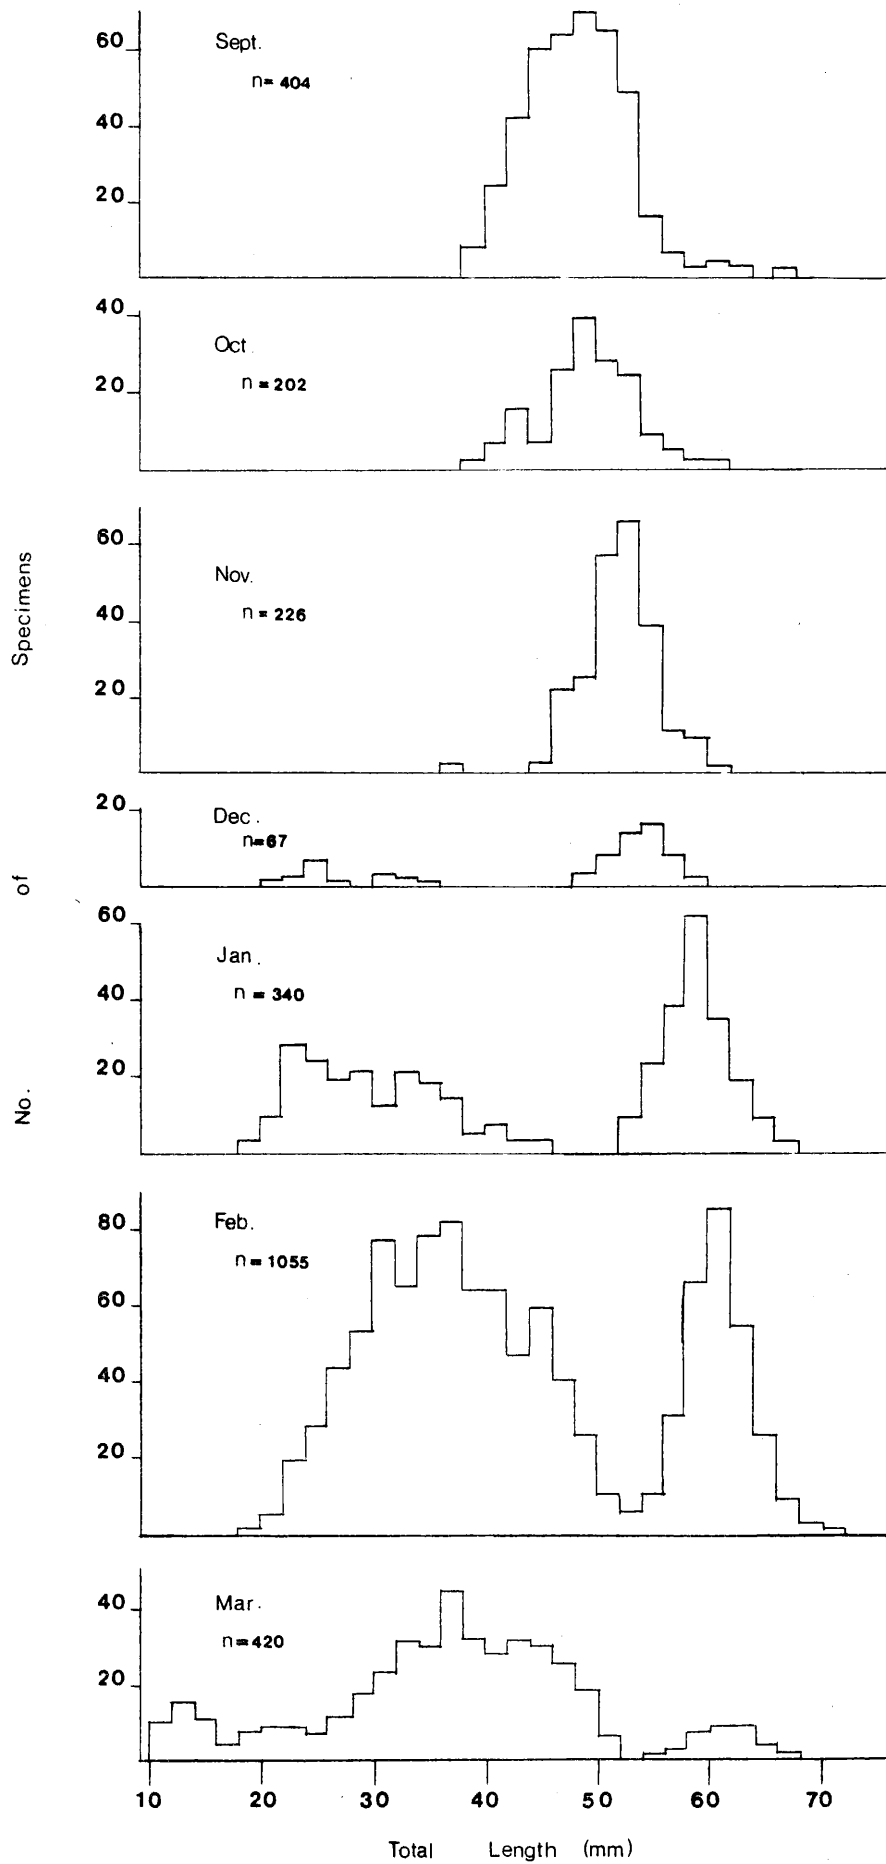 60
Sept.
n= 404
40
20
40
Oct.
n = 202
20
60
Nov.
n = 226
40
20
20
Dec.
n=67
60
Jan.
n = 340
40
20
80
Feb.
n = 1055
60
40
20
40
Mar.
n = 420
20
10 20 30 40 50 60 70
Total Length (mm)
No. of Specimens